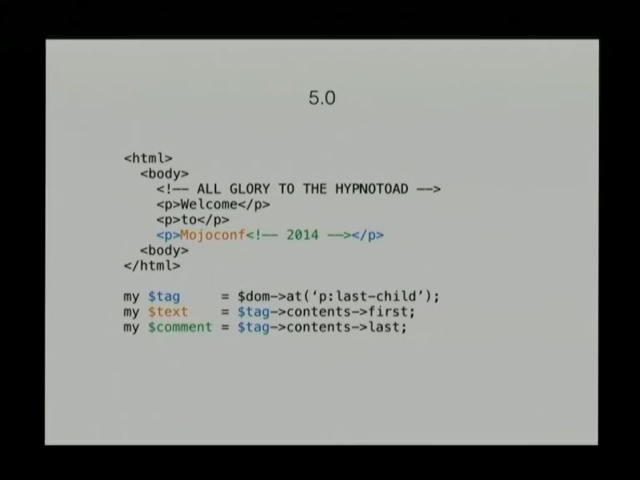 5.0
<html>
<body>
<!-- ALL GLORY TO THE HYPNOTOAD -->
<p>Welcome</p>
<p>to</p>
<p>Mojoconf<!-- 2014 --></p>
<body>
</html>
my $tag = $dom->at(‘p:last-child’);
my $text = $tag->contents->first;
my $comment = $tag->contents->last;